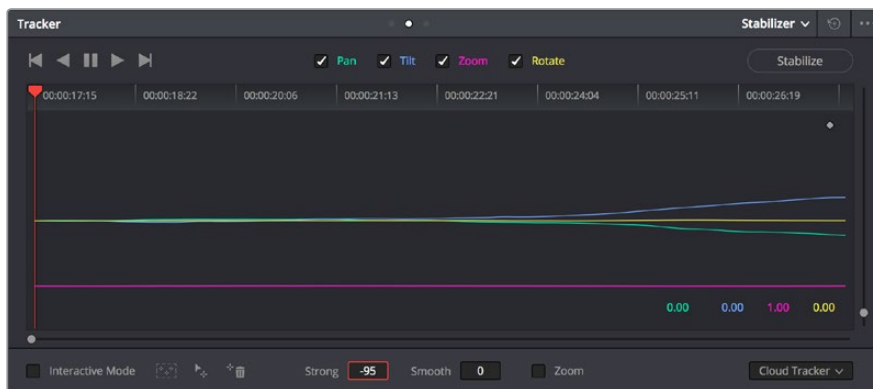 Tracker
Stabilizer
Pan Tilt Zoom Rotate
Stabilize
00:00:17:15 00:00:18:22 00:00:20:06 00:00:21:13 00:00:22:21 00:00:24:04 00:00:25:11 00:00:26:19
0.00 0.00 1.00 0.00
Interactive Mode Strong -95 Smooth 0 Zoom Cloud Tracker